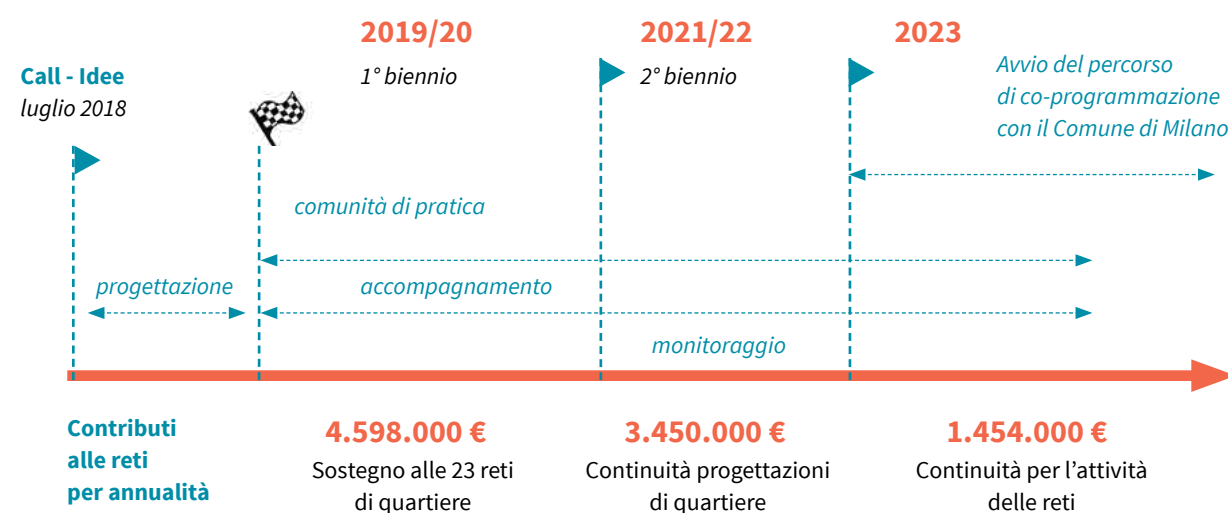 2019/20
1° biennio
2021/22
2° biennio
2023
Avvio del percorso
di co-programmazione
con il Comune di Milano
Call - Idee
luglio 2018
comunità di pratica
progettazione
accompagnamento
monitoraggio
Contributi
alle reti
per annualità
4.598.000 €
Sostegno alle 23 reti
di quartiere
3.450.000 €
Continuità progettazioni
di quartiere
1.454.000 €
Continuità per l'attività
delle reti